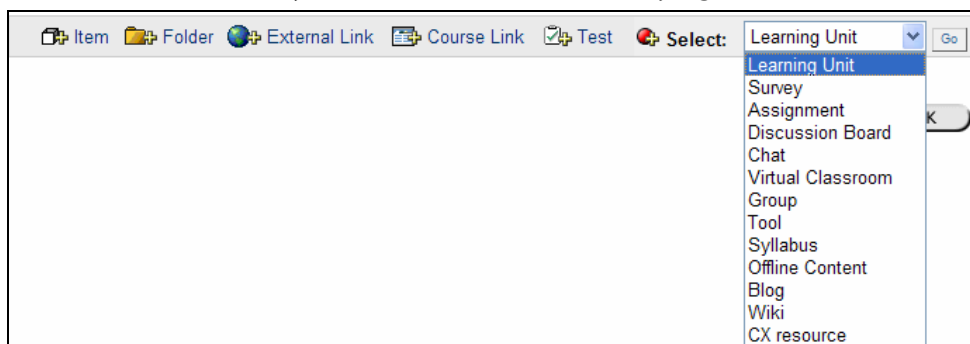 Item Folder External Link Course Link Test Select: Learning Unit Go
Learning Unit
Survey
Assignment
K
Discussion Board
Chat
Virtual Classroom
Group
Tool
Syllabus
Offline Content
Blog
Wiki
CX resource